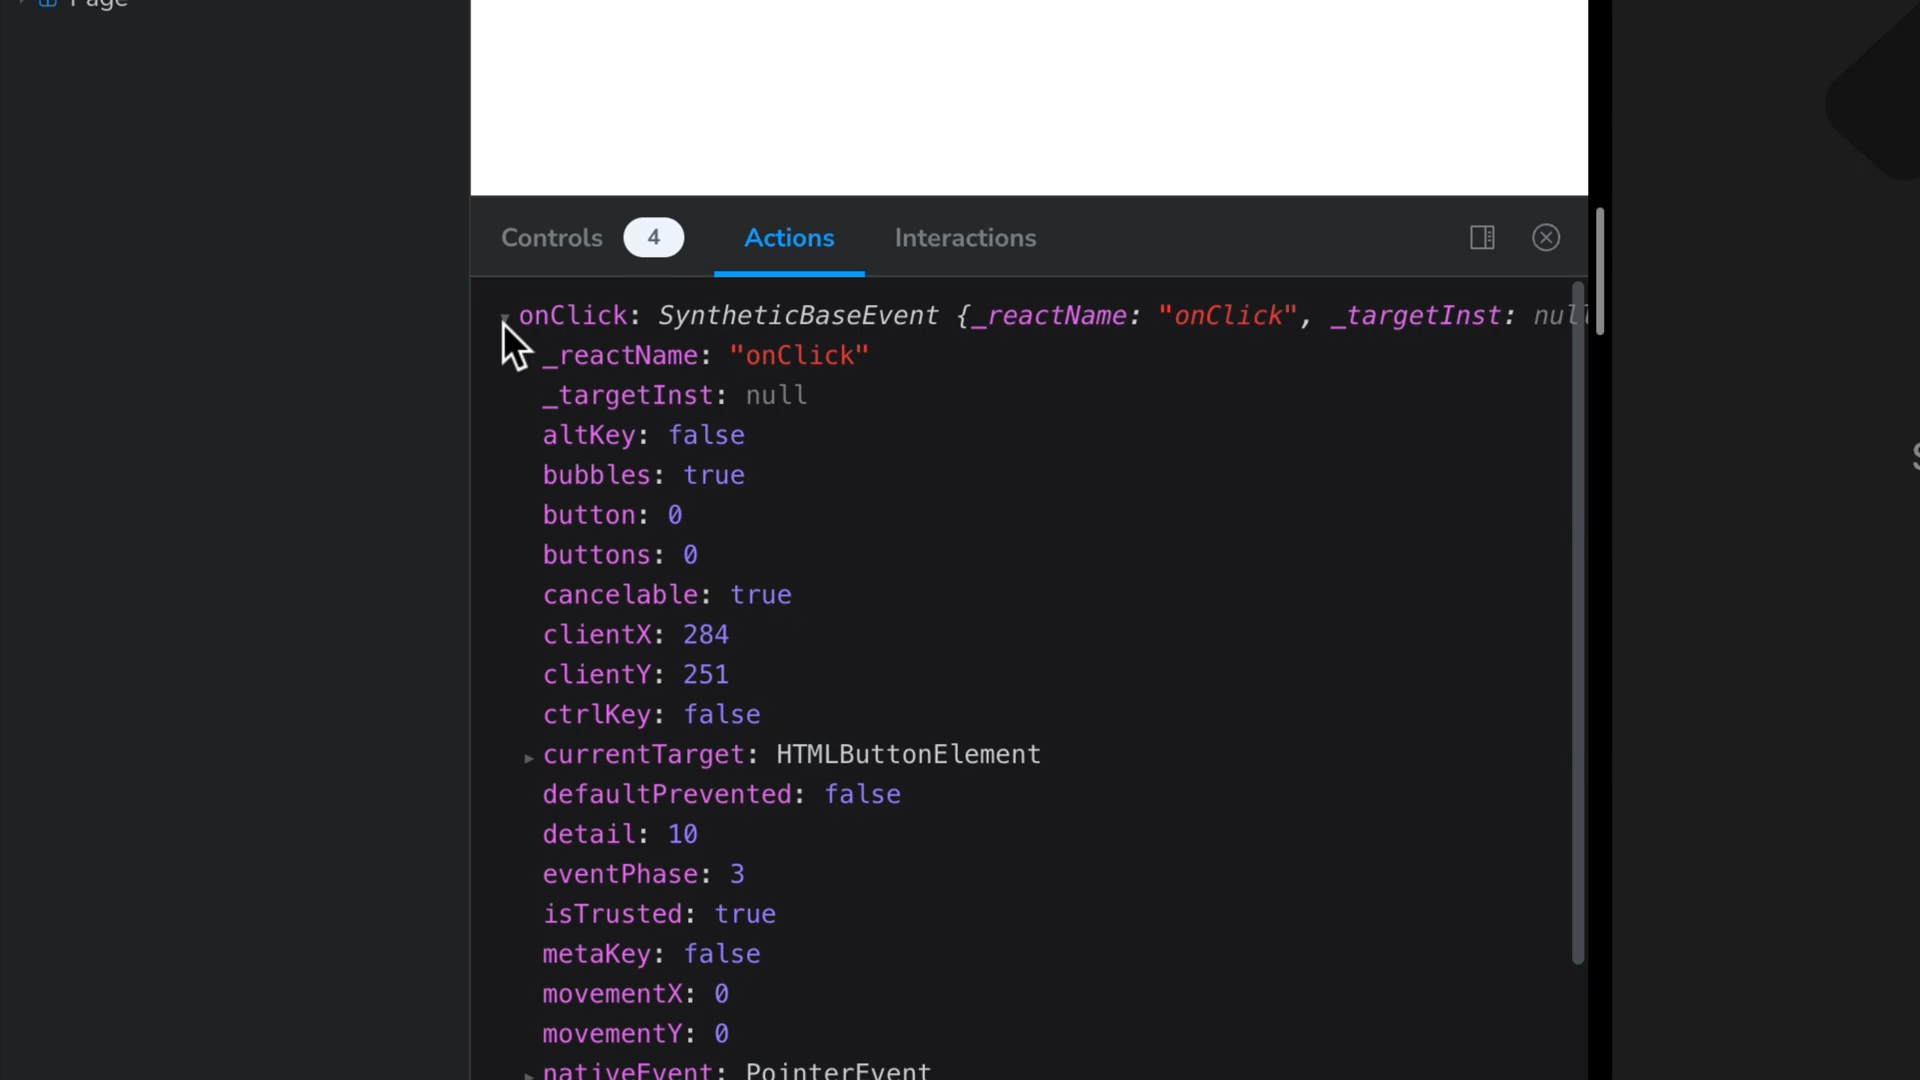 Page
Controls 4 Actions Interactions
onClick: SyntheticBaseEvent {_reactName: "onClick", _targetInst: null
_reactName: "onClick"
_targetInst: null
altKey: false
bubbles: true
button: 0
buttons: 0
cancelable: true
clientX: 284
clientY: 251
ctrlKey: false
currentTarget: HTMLButtonElement
defaultPrevented: false
detail: 10
eventPhase: 3
isTrusted: true
metaKey: false
movementX: 0
movementY: 0
nativeEvent: PointerEvent